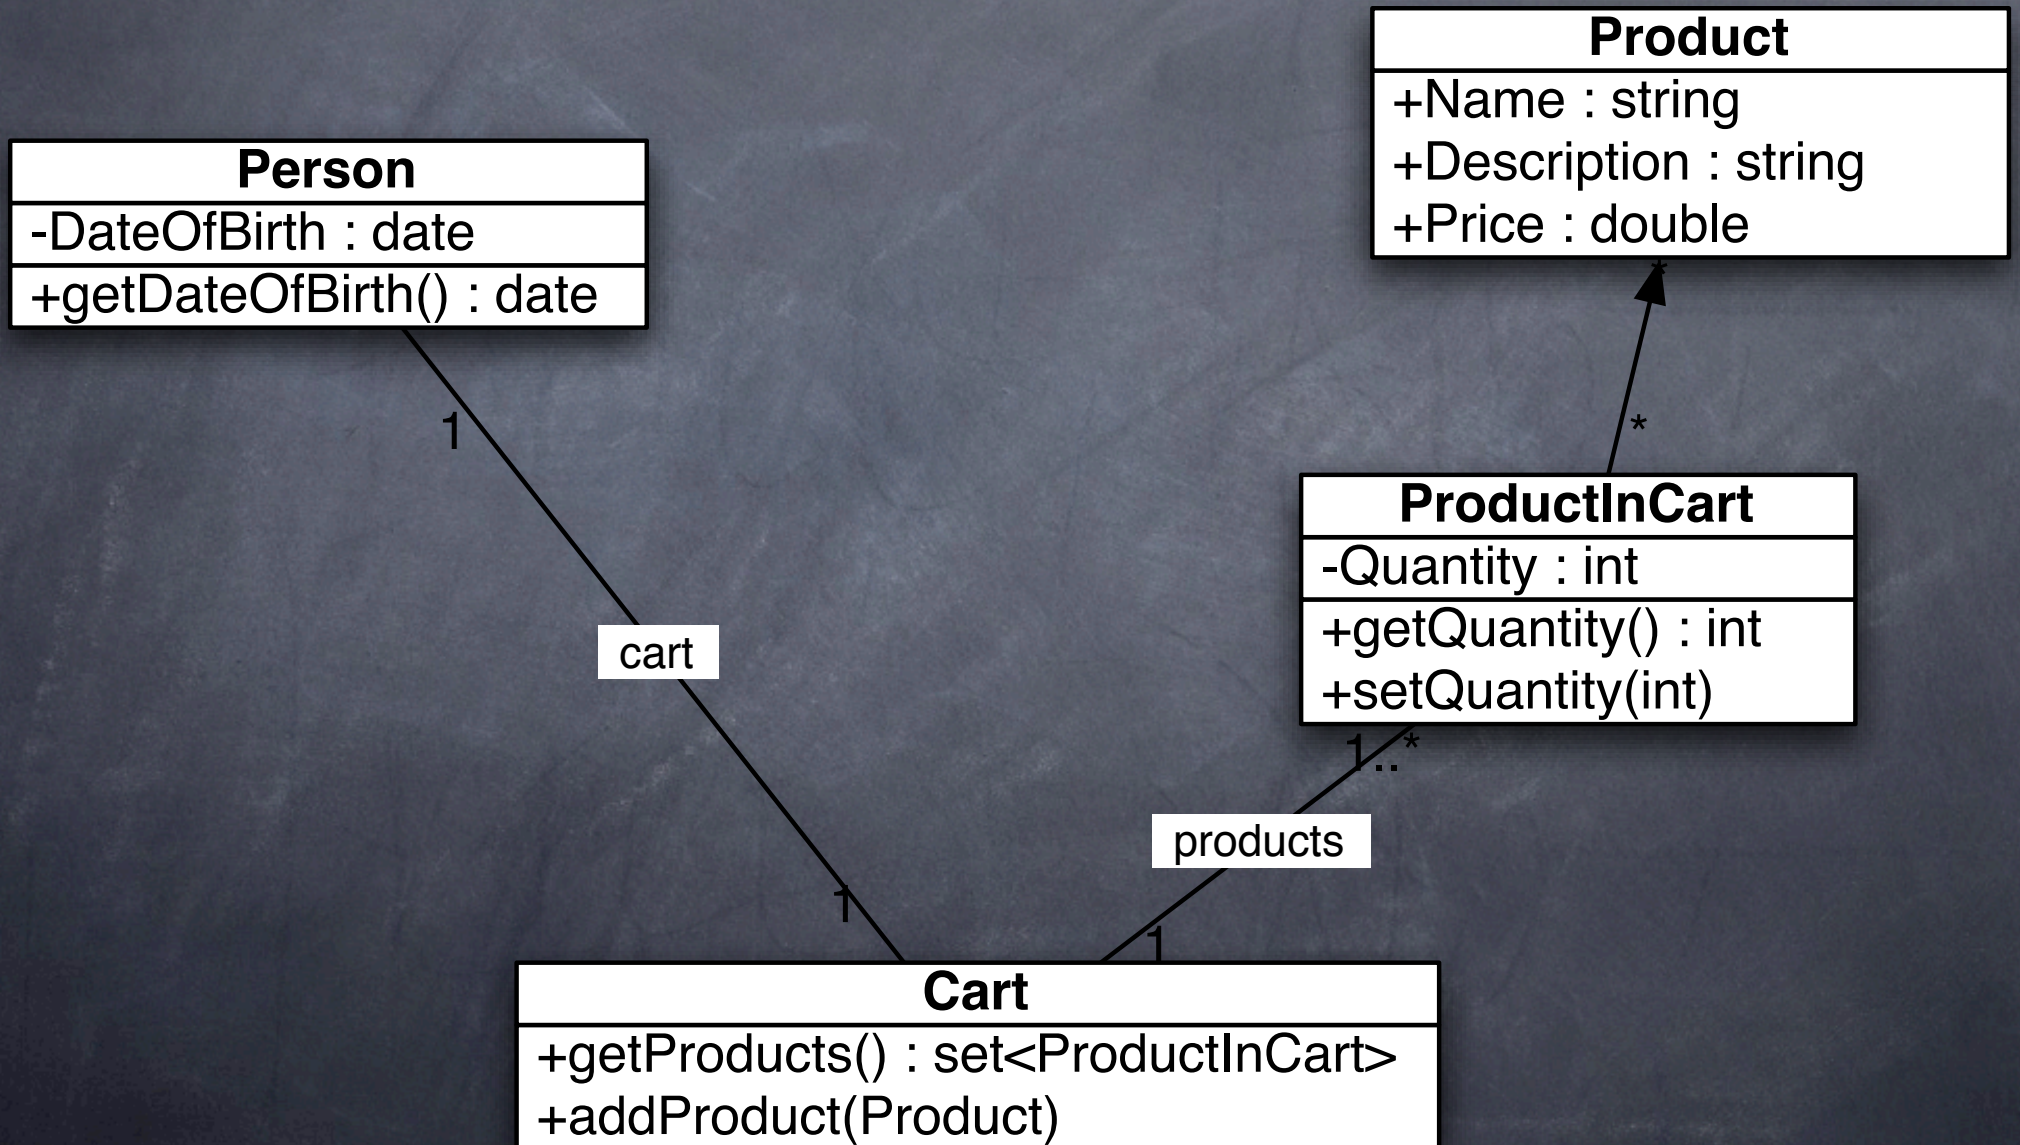 Product
+Name : string
+Description : string
+Price : double
Person
-DateOfBirth : date
+getDateOfBirth() : date
*
*
1
ProductInCart
-Quantity : int
+getQuantity() : int
+setQuantity(int)
cart
1..*
products
1
1
Cart
+getProducts() : set<ProductInCart>
+addProduct(Product)